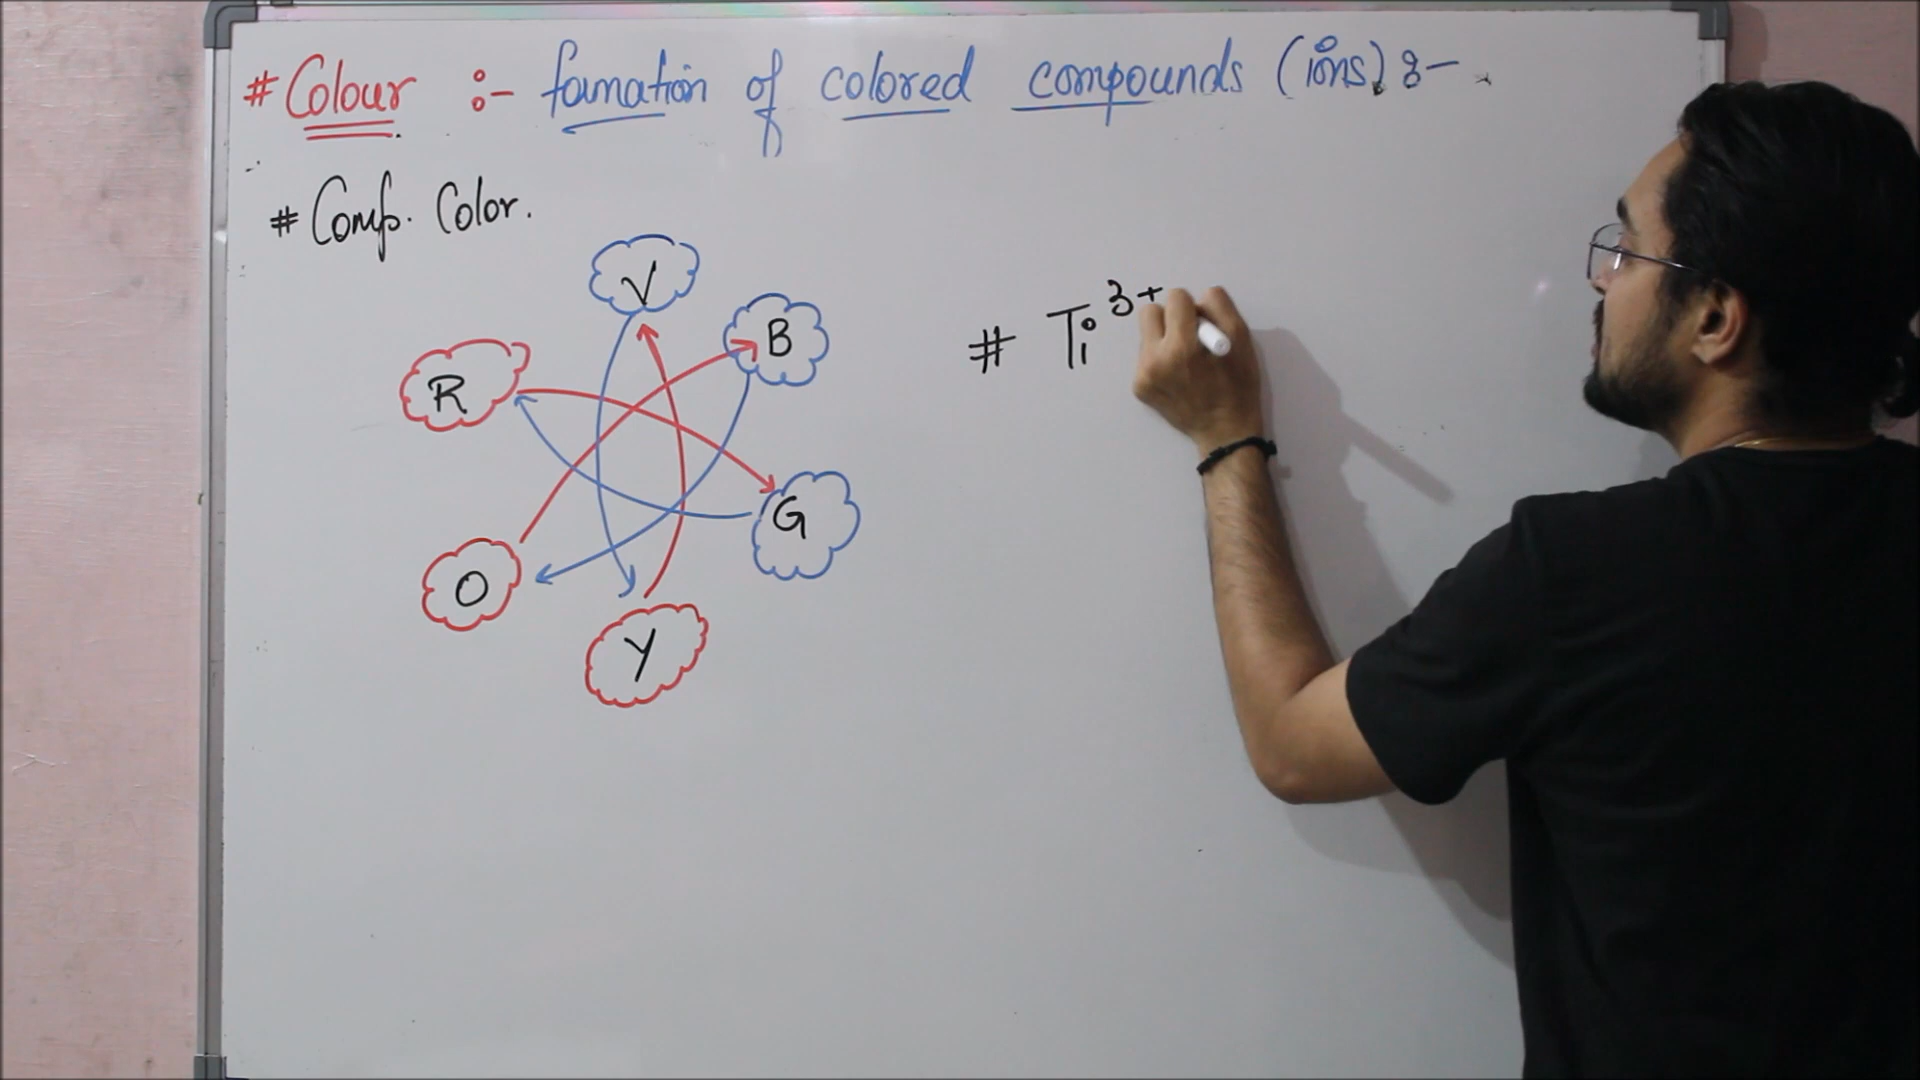 # Colour :- formation of colored compounds (ions) :-
# Comp. Color.
V
B
R
# Ti3+
G
O
Y